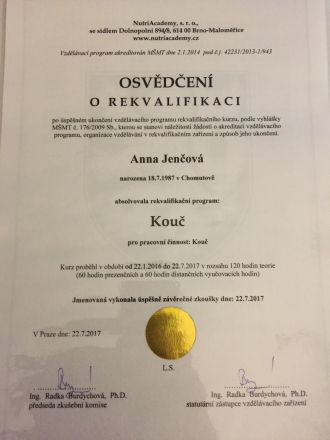 NutriAcademy, s. r. o.,
se sídlem Dolnopolní 894/8, 614 00 Brno-Maloměřice
www.nutriacademy.cz
Vzdělávací program akreditován MŠMT dne 2.1.2014 pod č.j. 42231/2013-1/943
OSVĚDČENÍ
O REKVALIFIKACI
po úspěšném ukončení vzdělávacího programu rekvalifikačního kurzu, podle vyhlášky
MŠMT č. 176/2009 Sb., kterou se stanoví náležitosti žádosti o akreditaci vzdělávacího
programu, organizace vzdělávání v rekvalifikačním zařízení a způsob jeho ukončení.
Anna Jenčová
narozena 18.7.1987 v Chomutově
absolvovala rekvalifikační program:
Kouč
pro pracovní činnost: Kouč
Kurz proběhl v období od 22.1.2016 do 22.7.2017 v rozsahu 120 hodin teorie
(60 hodin prezenčních a 60 hodin distančních vyučovacích hodin)
Jmenovaná vykonala úspěšně závěrečné zkoušky dne: 22.7.2017
V Praze dne: 22.7.2017
L.S.
Ing. Radka Burdychová, Ph.D.
předseda zkušební komise
Ing. Radka Burdychová, Ph.D.
statutární zástupce vzdělávacího zařízení